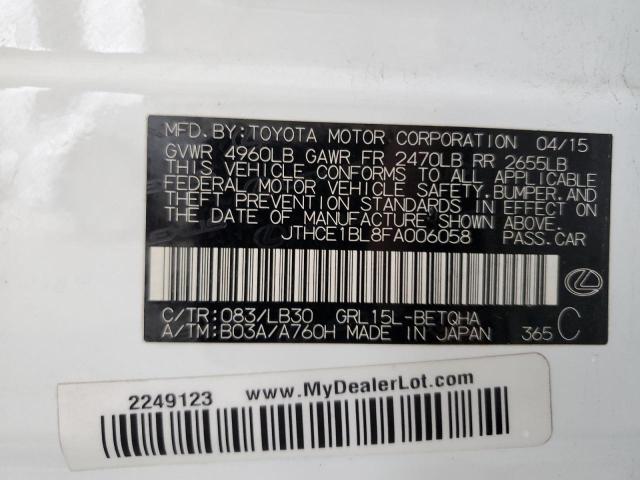 MFD. BY: TOYOTA MOTOR CORPORATION 04/15
GVWR 4960LB GAWR FR 2470LB RR 2655LB
THIS VEHICLE CONFORMS TO ALL APPLICABLE
FEDERAL MOTOR VEHICLE SAFETY, BUMPER, AND
THEFT PREVENTION STANDARDS IN EFFECT ON
THE DATE OF MANUFACTURE SHOWN ABOVE.
JTHCE1BL8FA006058 PASS.CAR
C/TR: 083/LB30 GRL15L-BETQHA
A/TM: B03A/A760H MADE IN JAPAN 365 C
2249123 www.MyDealerLot.com